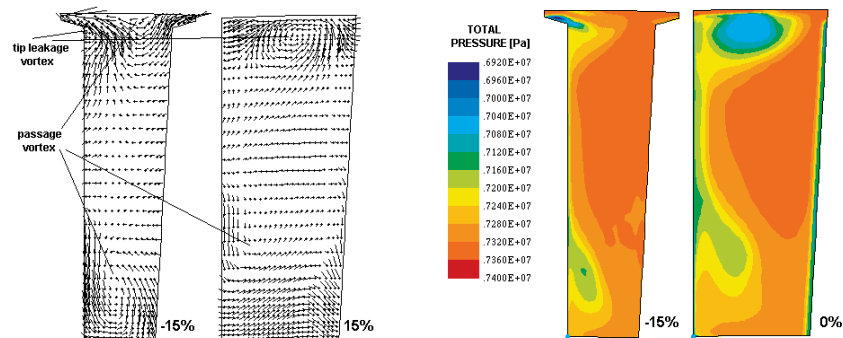 tip leakage
vortex
passage
vortex
-15%
15%
TOTAL
PRESSURE [Pa]
.6920E+07
.6960E+07
.7000E+07
.7040E+07
.7080E+07
.7120E+07
.7160E+07
.7200E+07
.7240E+07
.7280E+07
.7320E+07
.7360E+07
.7400E+07
-15%
0%